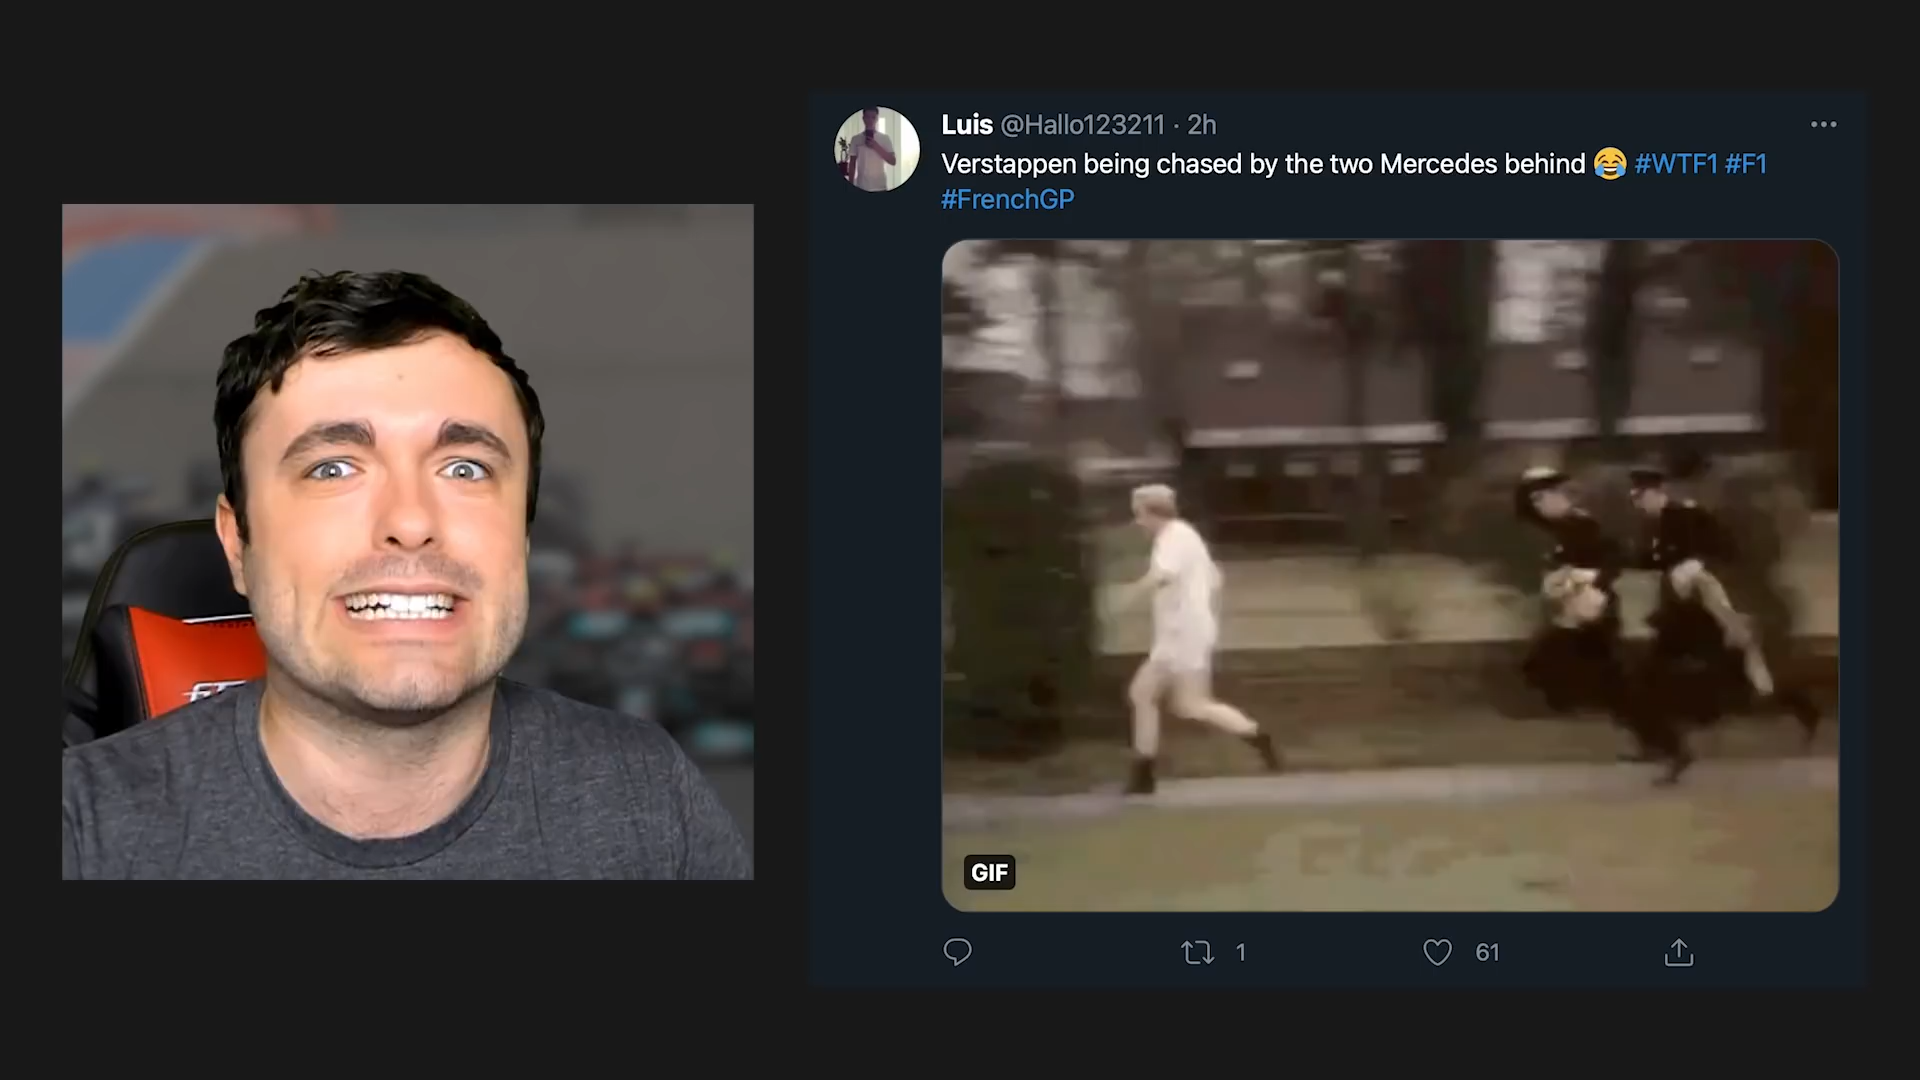 Luis @Hallo123211 · 2h
Verstappen being chased by the two Mercedes behind 😂 #WTF1 #F1
#FrenchGP
GIF
1
61